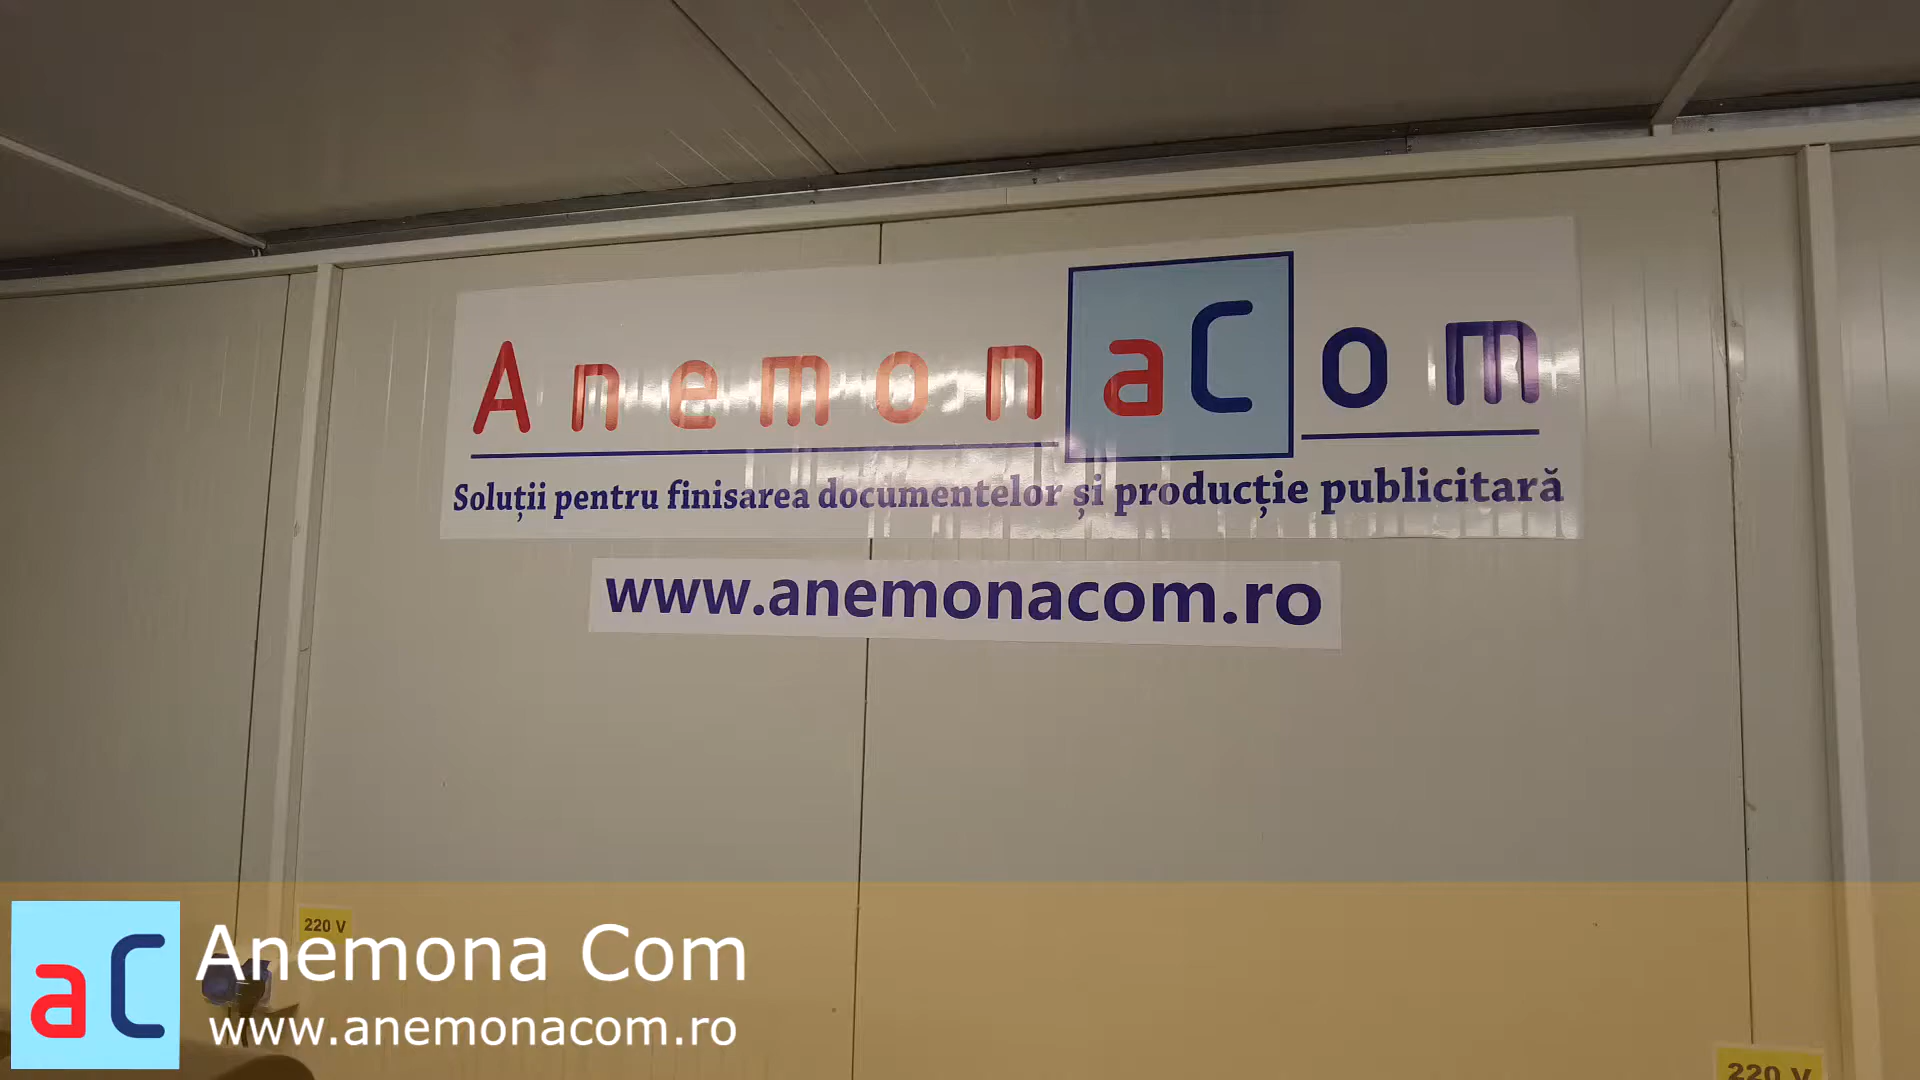 AnemonaCom
Soluții pentru finisarea documentelor și producție publicitară
www.anemonacom.ro
220 V
aC
Anemona Com
www.anemonacom.ro
220 V